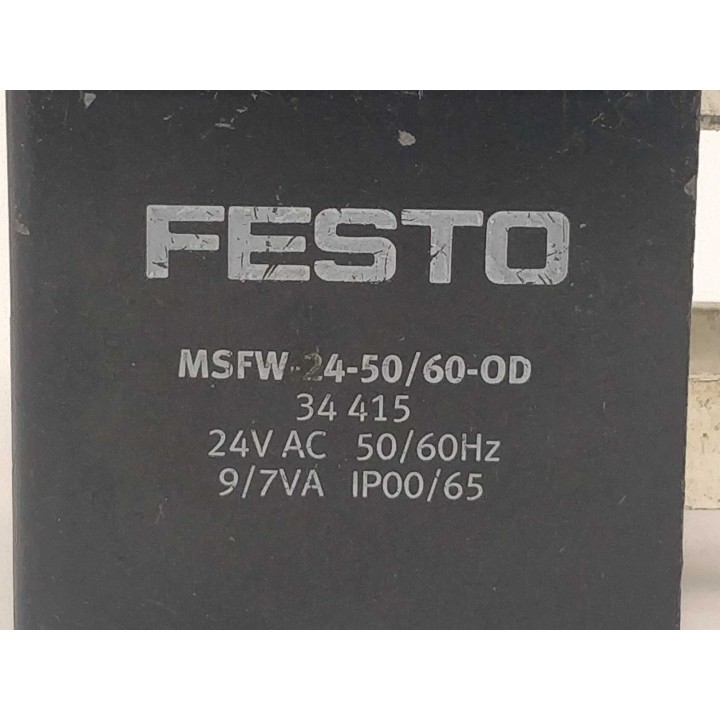 FESTO
MSFW-24-50/60-OD
34 415
24V AC 50/60Hz
9/7VA IP00/65